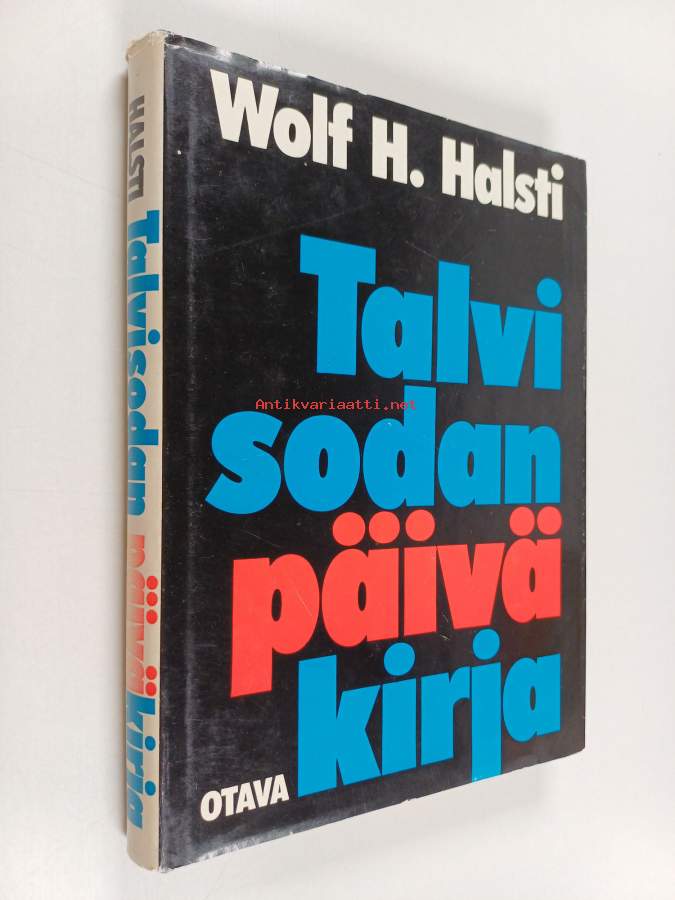 HALSTI Talvisodan päiväkirja
Wolf H. Halsti
Talvi
Antikvariaatti.net
sodan
päivä
kirja
OTAVA